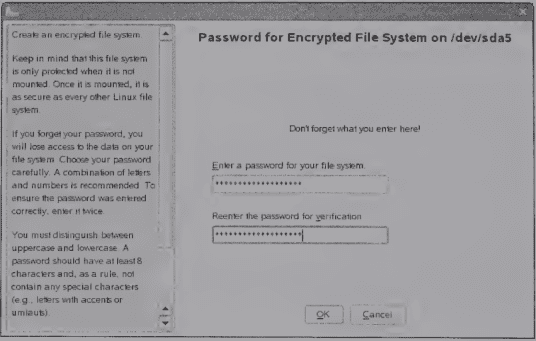 Create an encrypted file system.
Keep in mind that this file system
is only protected when it is not
mounted. Once it is mounted, it is
as secure as every other Linux file
system.
If you forget your password, you
will lose access to the data on your
file system. Choose your password
carefully. A combination of letters
and numbers is recommended. To
ensure the password was entered
correctly, enter it twice.
You must distinguish between
uppercase and lowercase. A
password should have at least 8
characters and, as a rule, not
contain any special characters
(e.g., letters with accents or
umlauts).
Password for Encrypted File System on /dev/sda5
Don't forget what you enter here!
Enter a password for your file system.
*******************
Reenter the password for verification
*******************
OK
Cancel